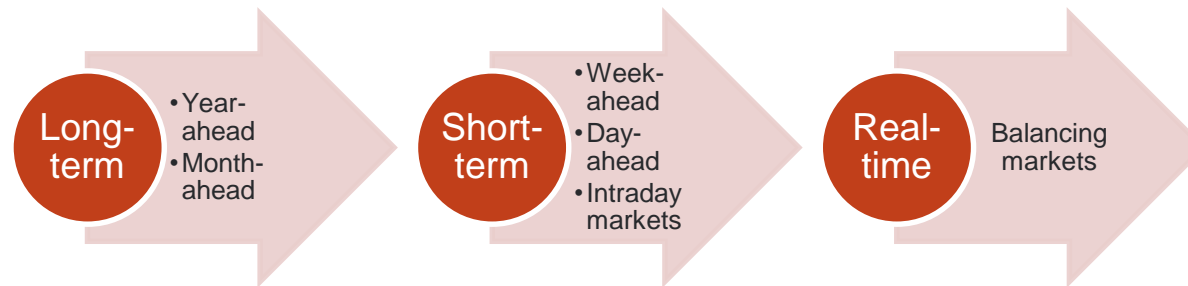 Long-
term
•Year-
ahead
•Month-
ahead
Short-
term
•Week-
ahead
•Day-
ahead
•Intraday
markets
Real-
time
Balancing
markets